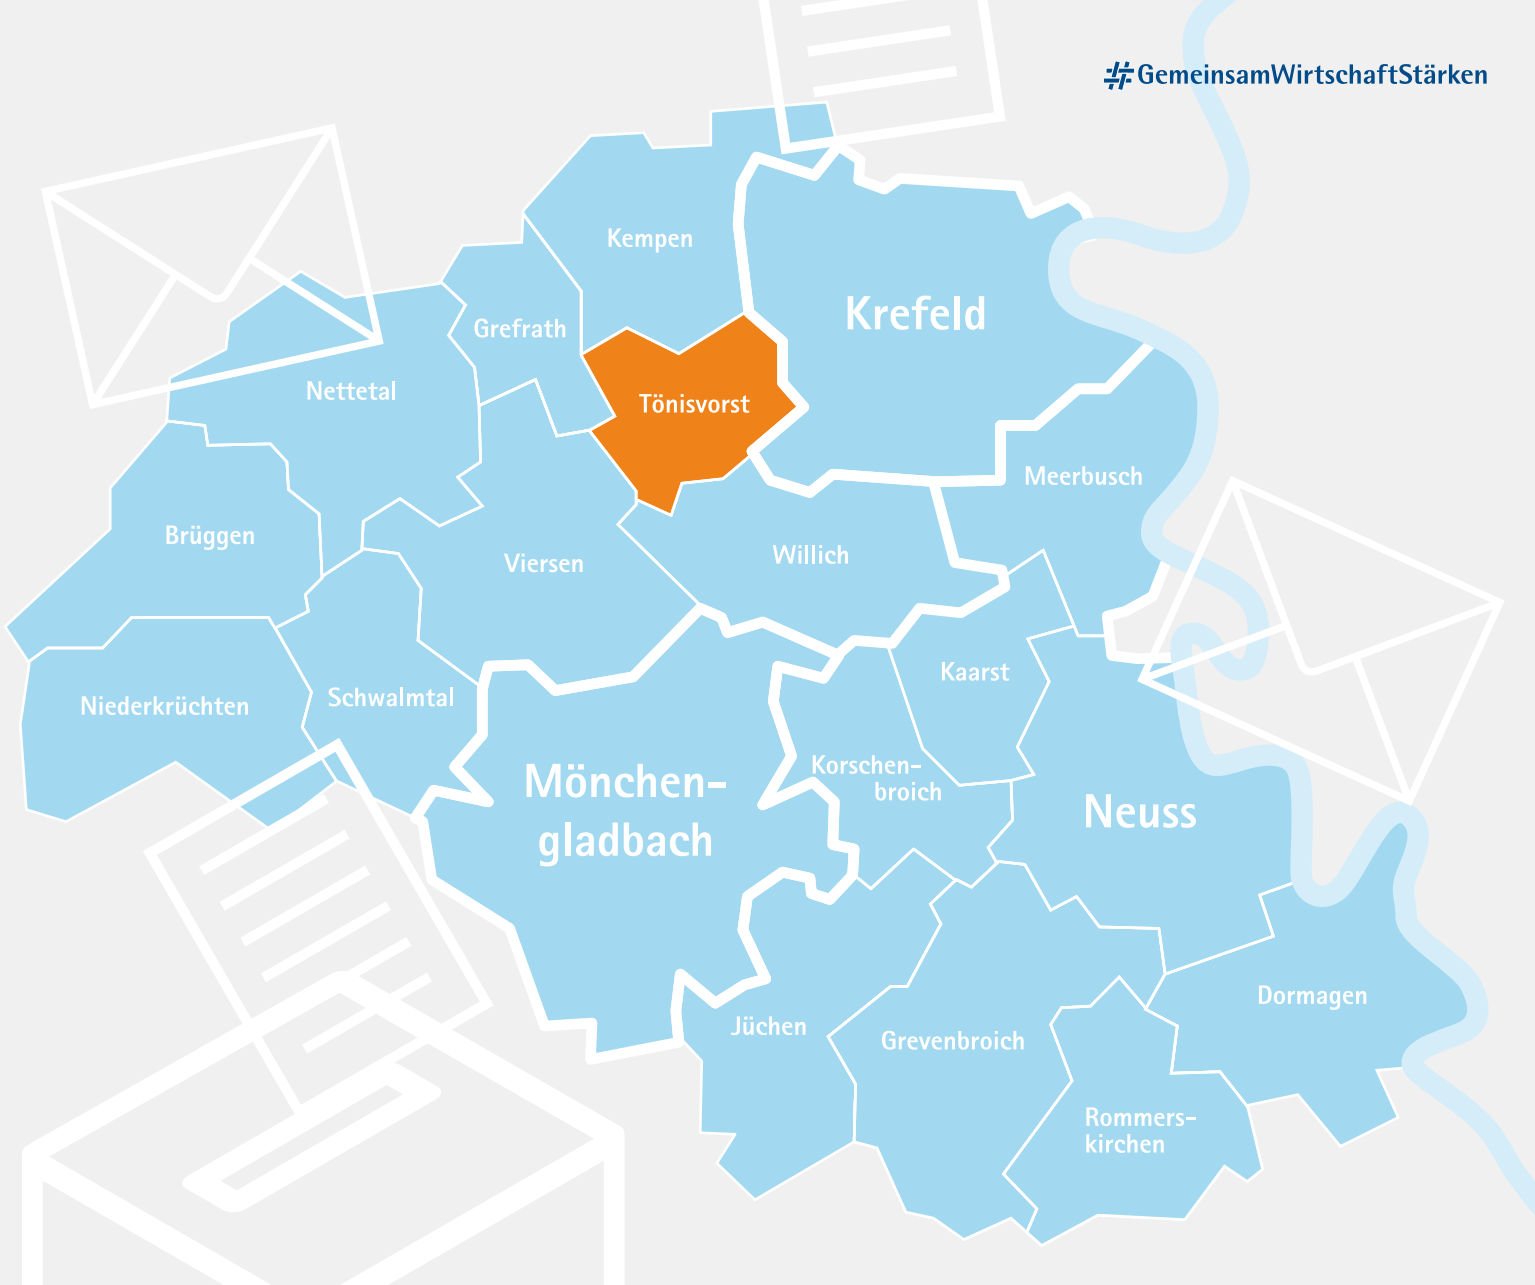 #GemeinsamWirtschaftStärken
Kempen
Krefeld
Grefrath
Nettetal
Tönisvorst
Meerbusch
Brüggen
Viersen
Willich
Kaarst
Niederkrüchten
Schwalmtal
Mönchen-
gladbach
Korschen-
broich
Neuss
Dormagen
Jüchen
Grevenbroich
Rommers-
kirchen